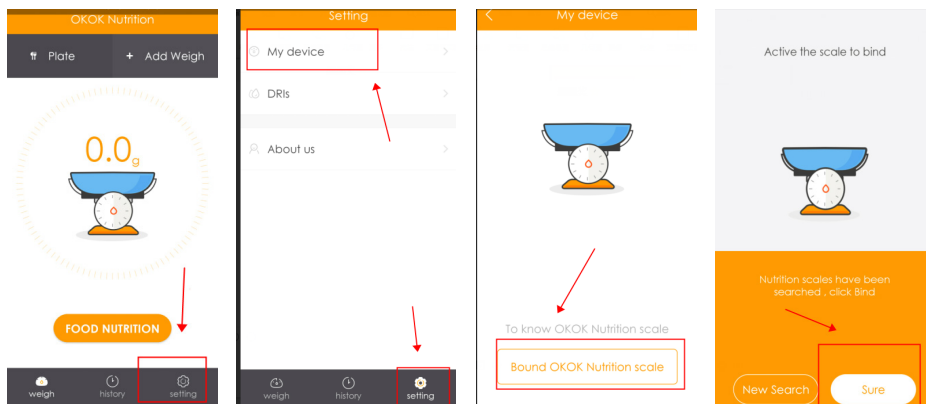 OKOK Nutrition
Plate
+ Add Weigh
0.0g
FOOD NUTRITION
weigh
history
setting
Setting
My device
DRIs
About us
weigh
history
setting
My device
To know OKOK Nutrition scale
Bound OKOK Nutrition scale
Active the scale to bind
Nutrition scales have been
searched , click Bind
New Search
Sure